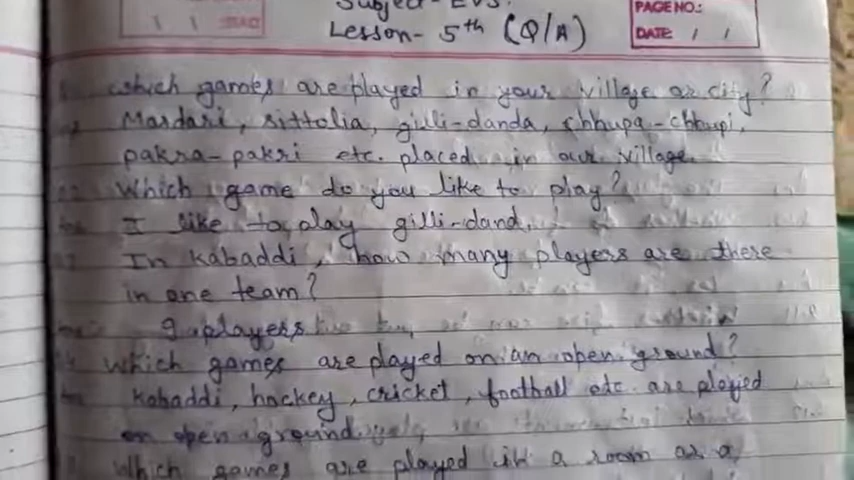 Subject- EVS.
Lesson- 5th (Q/A)
PAGE NO.:
DATE / /
which games are played in your village or city?
Mardari, sittolia, gilli-danda, Chhupa-chhupi,
pakra-pakri etc. placed in our village.
Which game do you like to play?
I like to play gilli-dand.
In kabaddi, how many players are there
in one team?
9 players
which games are played on an open ground?
kabaddi, hockey, cricket, football etc. are played
on open ground.
Which games are played in a room or a